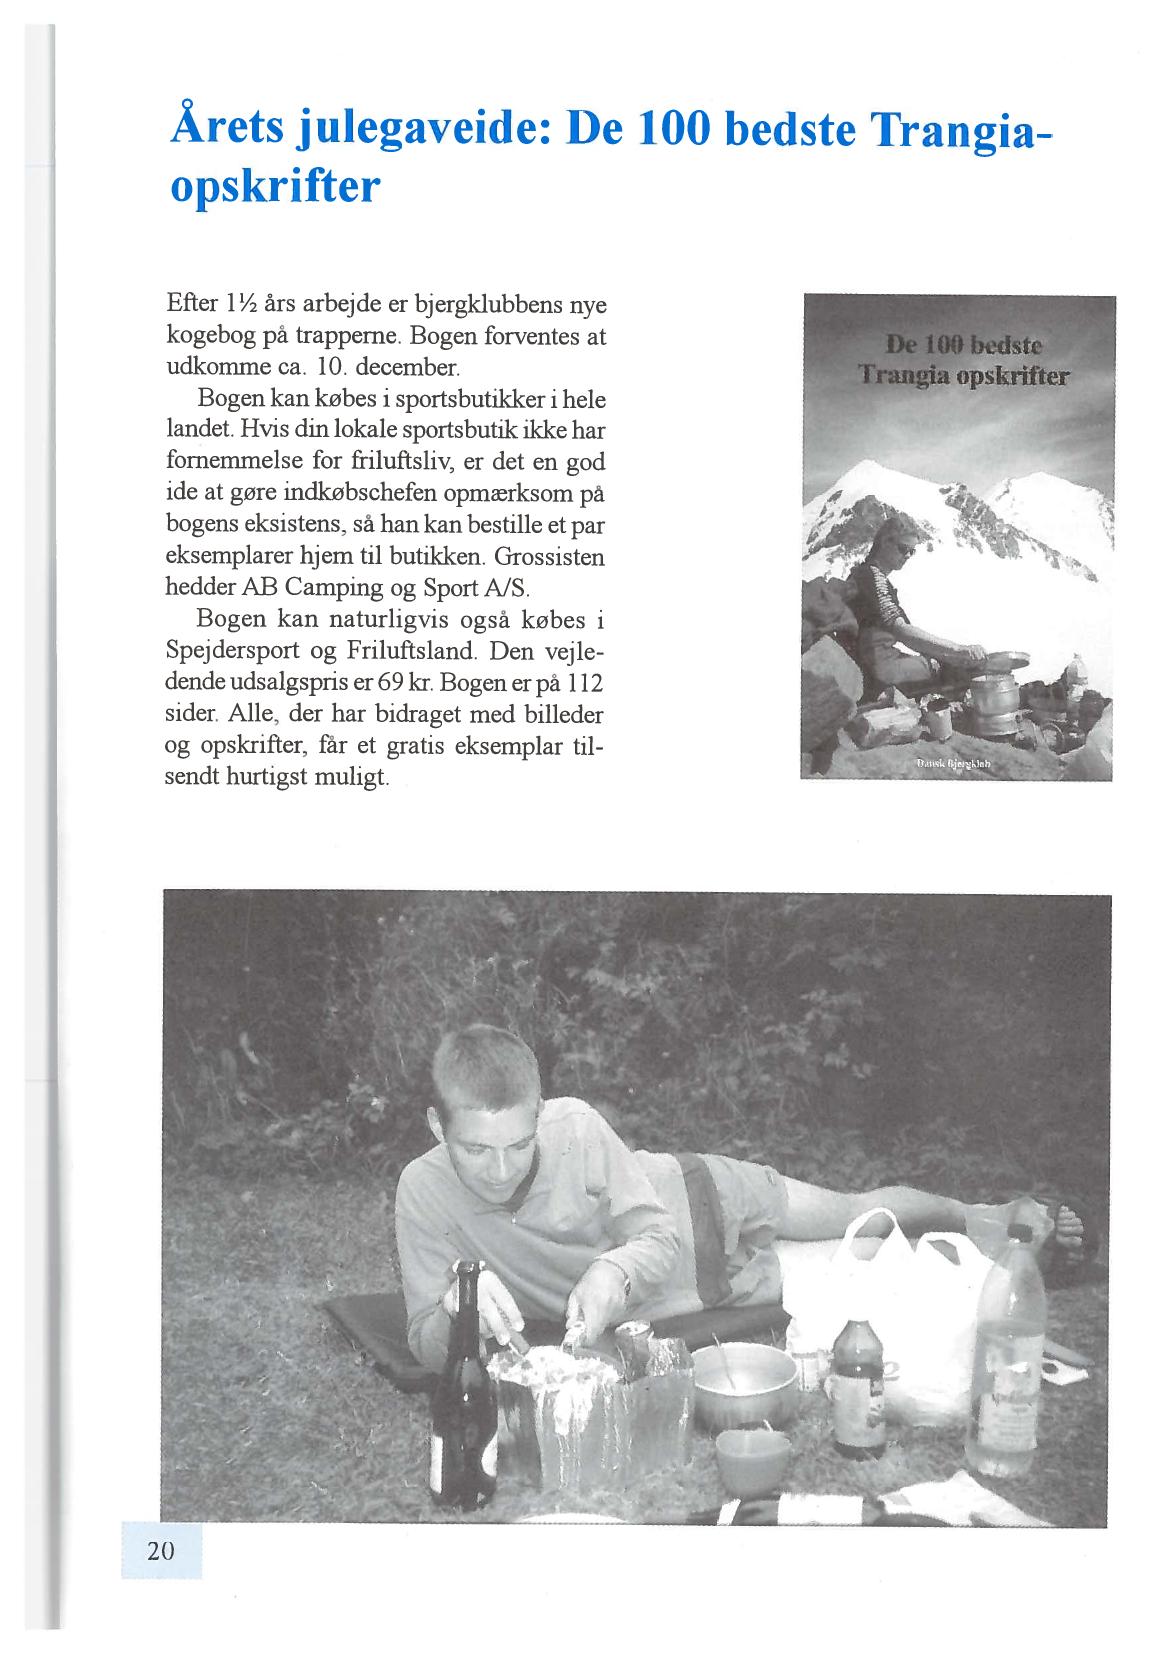 Årets julegaveide: De 100 bedste Trangia-
opskrifter
Efter 1½ års arbejde er bjergklubbens nye
kogebog på trapperne. Bogen forventes at
udkomme ca. 10. december.
Bogen kan købes i sportsbutikker i hele
landet. Hvis din lokale sportsbutik ikke har
fornemmelse for friluftsliv, er det en god
ide at gøre indkøbschefen opmærksom på
bogens eksistens, så han kan bestille et par
eksemplarer hjem til butikken. Grossisten
hedder AB Camping og Sport A/S.
Bogen kan naturligvis også købes i
Spejdersport og Friluftsland. Den vejle-
dende udsalgspris er 69 kr. Bogen er på 112
sider. Alle, der har bidraget med billeder
og opskrifter, får et gratis eksemplar til-
sendt hurtigst muligt.
De 100 bedste
Trangia opskrifter
Dansk Bjergklub
20